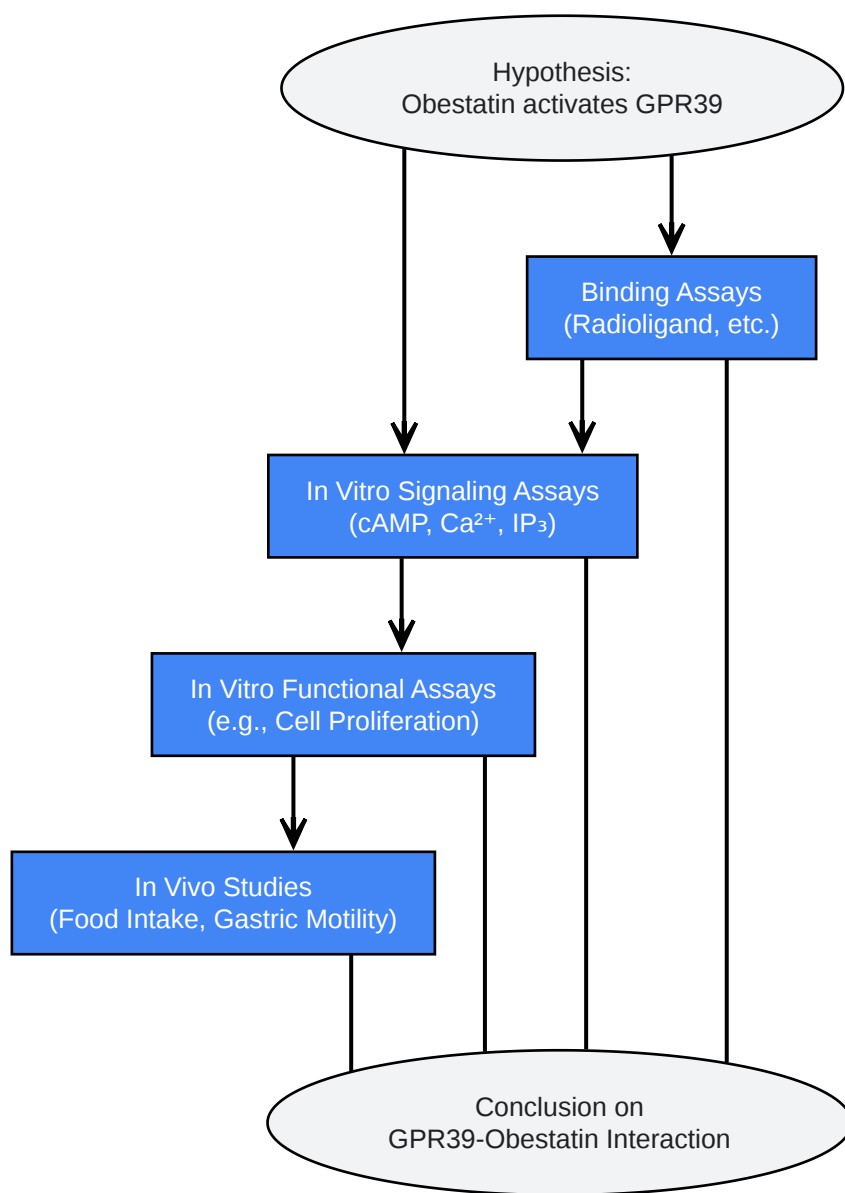 Hypothesis:
Obestatin activates GPR39
Binding Assays
(Radioligand, etc.)
In Vitro Signaling Assays
(cAMP, Ca²⁺, IP₃)
In Vitro Functional Assays
(e.g., Cell Proliferation)
In Vivo Studies
(Food Intake, Gastric Motility)
Conclusion on
GPR39-Obestatin Interaction